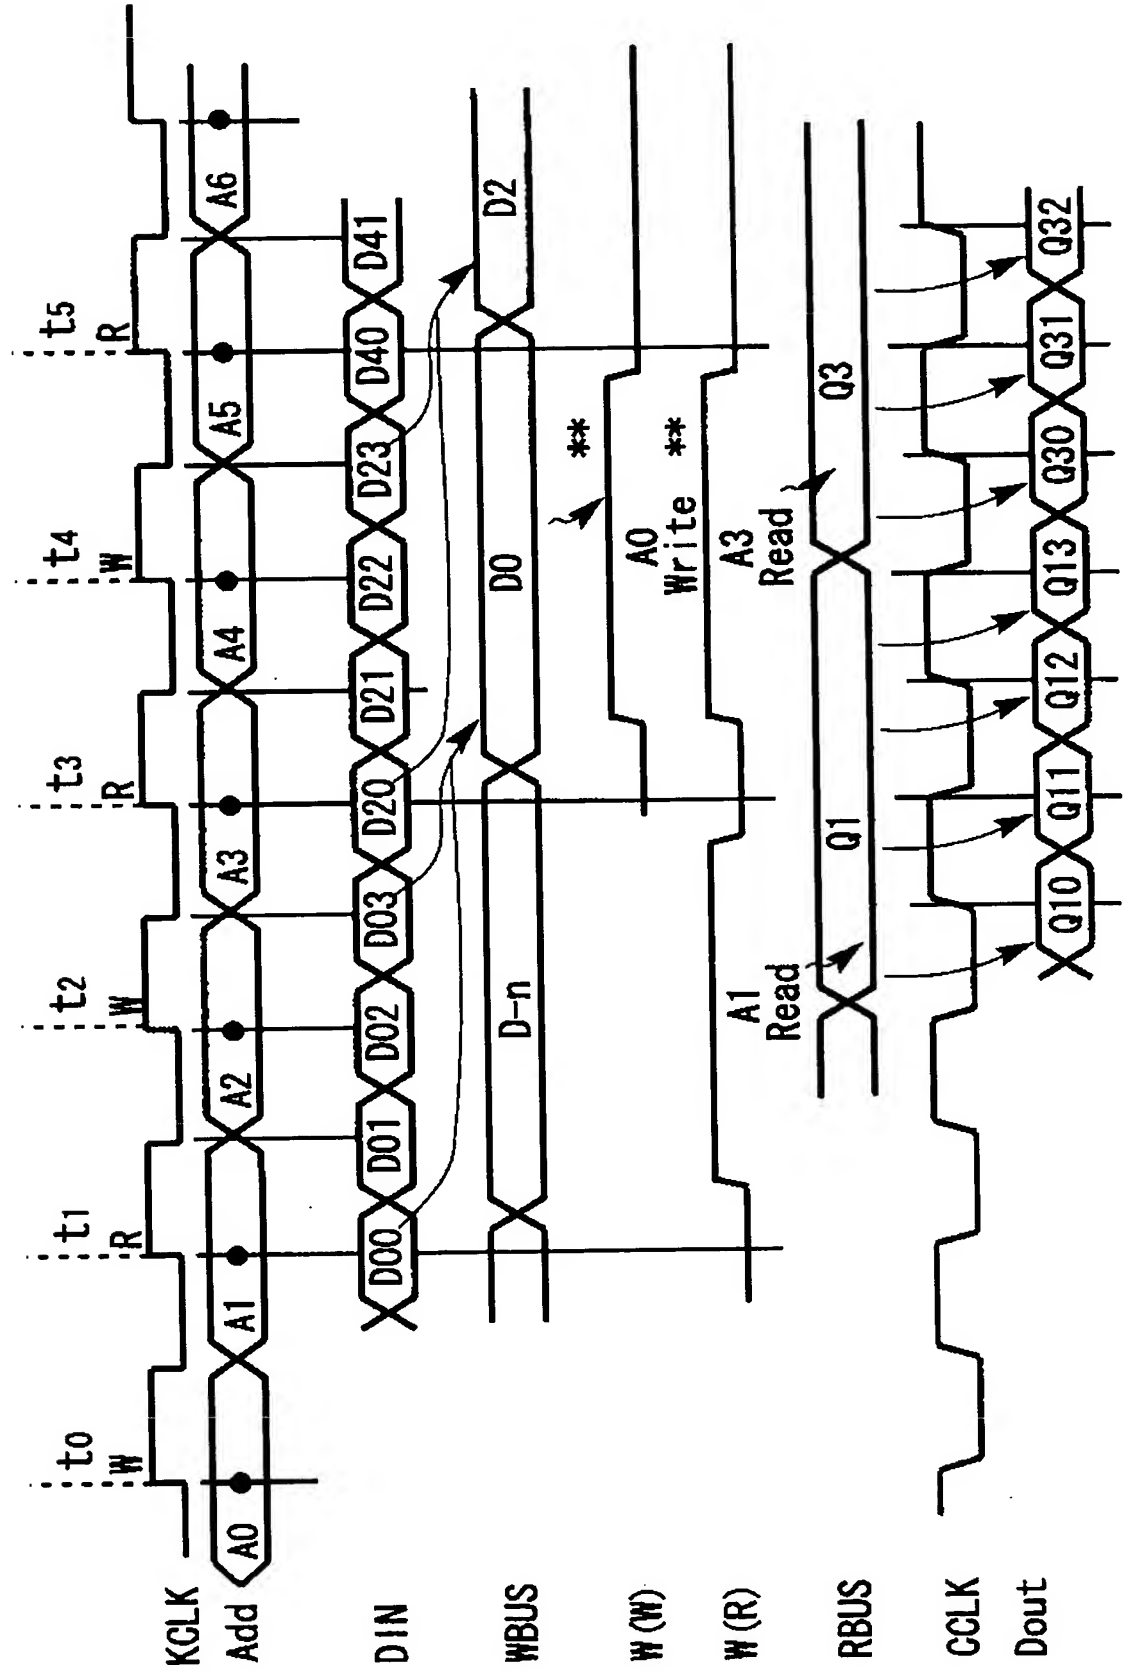 t0 t1 t2 t3 t4 t5
W R W R W R
KCLK
Add A0 A1 A2 A3 A4 A5 A6
DIN D00 D01 D02 D03 D20 D21 D22 D23 D40 D41
WBUS D-n D0 D2
W(W) **
A0
Write
W(R) **
A1
Read
A3
Read
RBUS Q1 Q3
CCLK
Dout Q10 Q11 Q12 Q13 Q30 Q31 Q32